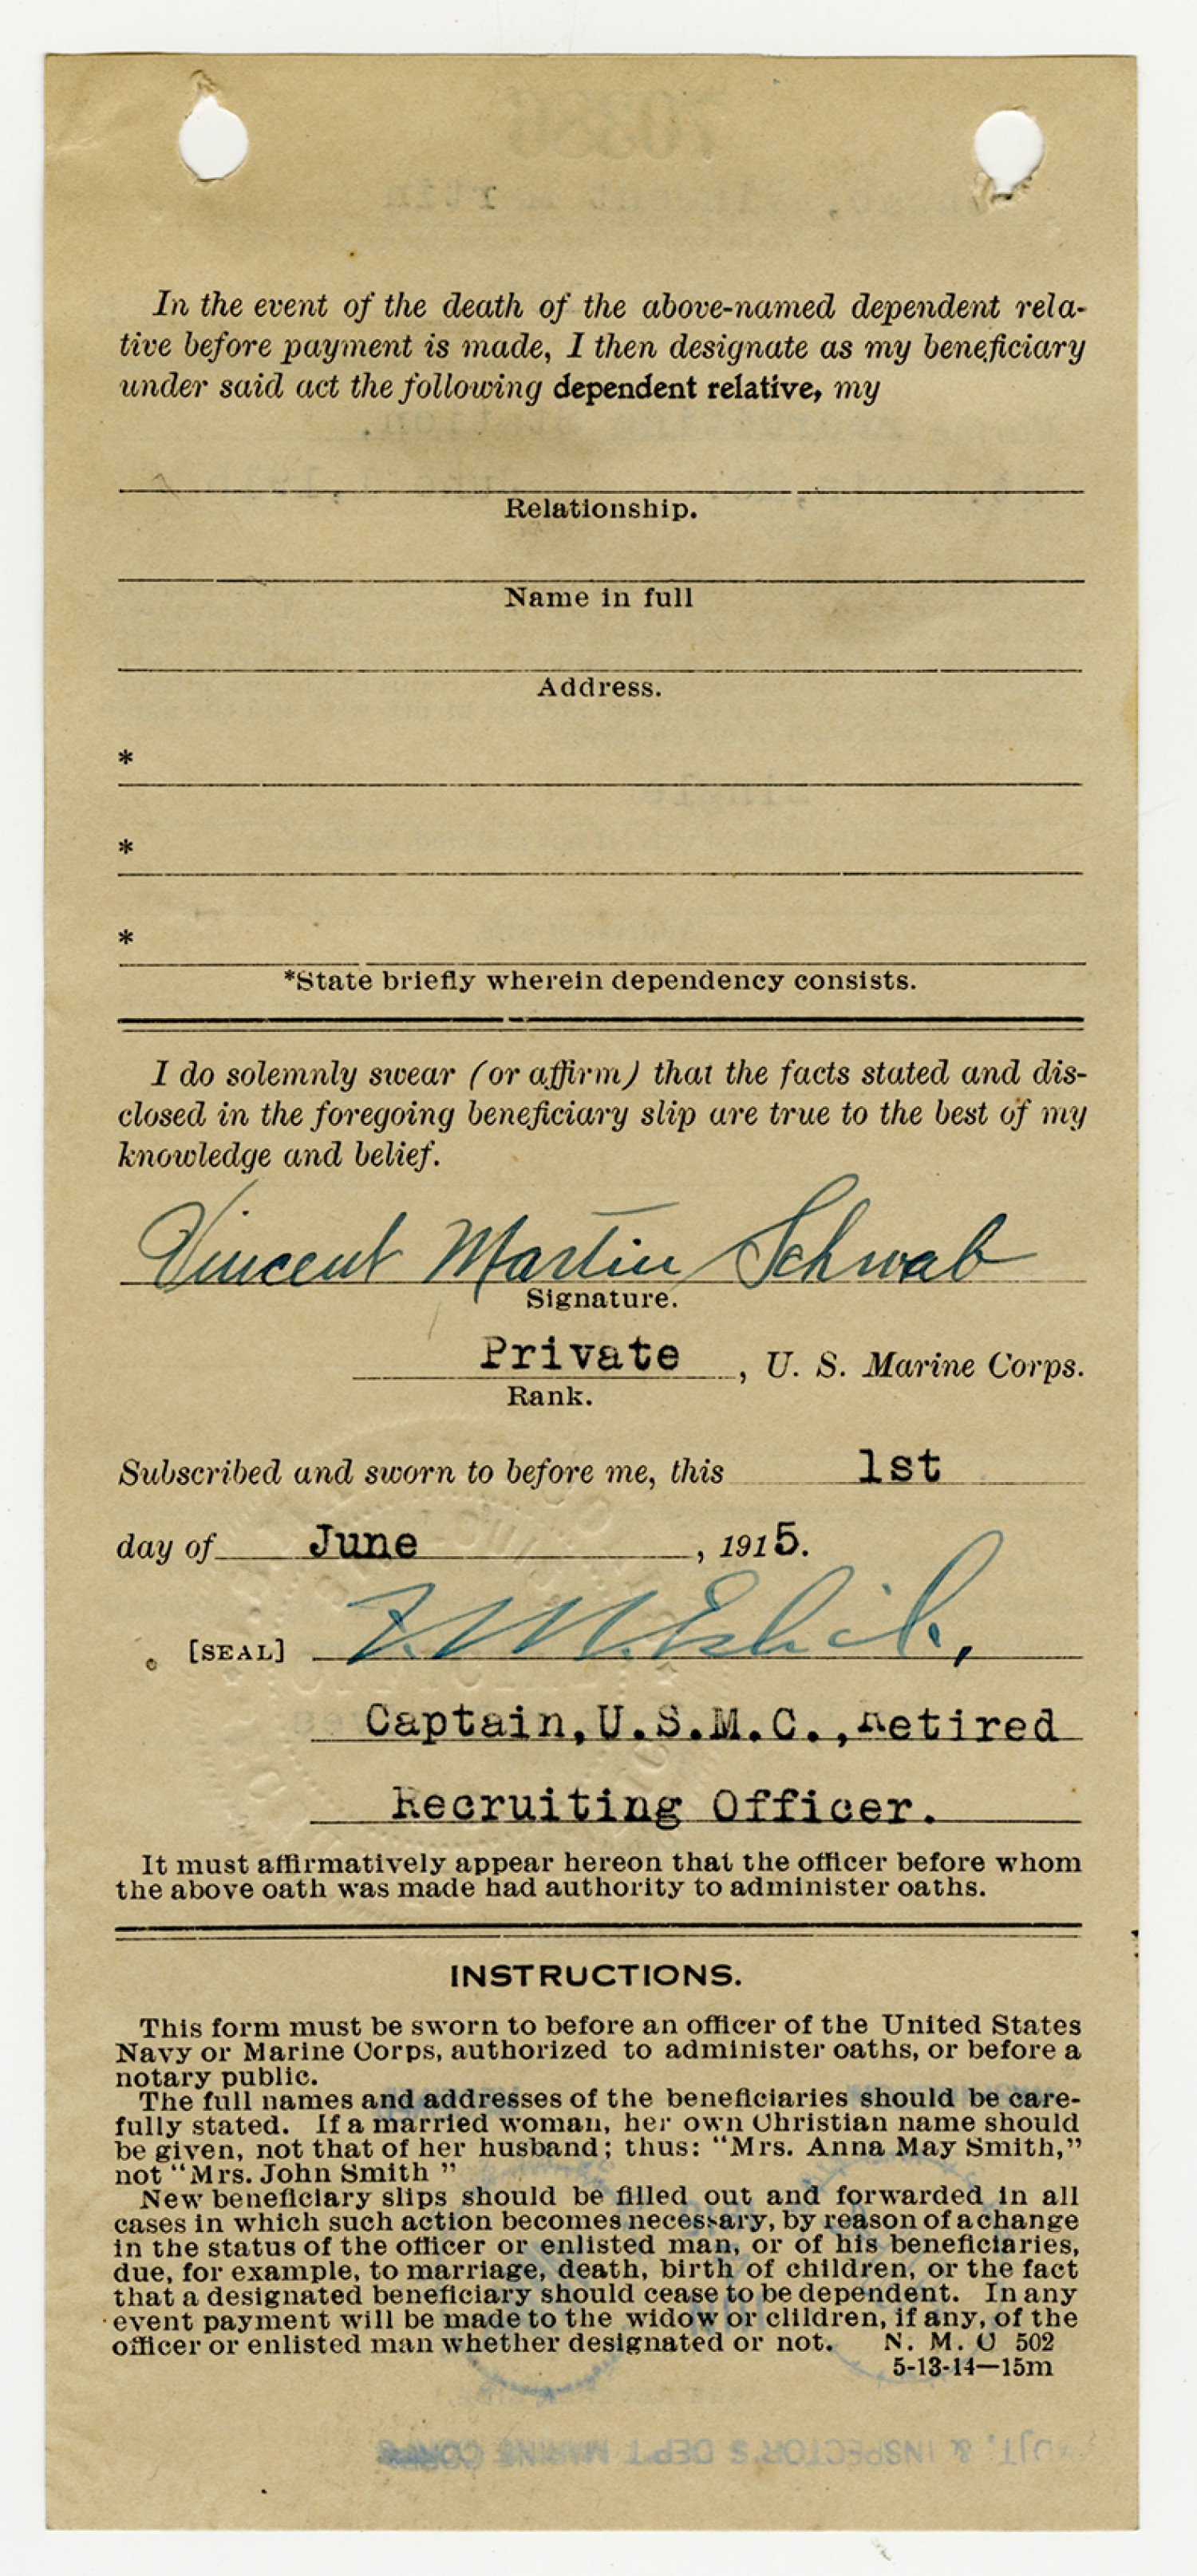 In the event of the death of the above-named dependent rela-
tive before payment is made, I then designate as my beneficiary
under said act the following dependent relative, my
Relationship.
Name in full
Address.
*
*
*
*State briefly wherein dependency consists.
I do solemnly swear (or affirm) that the facts stated and dis-
closed in the foregoing beneficiary slip are true to the best of my
knowledge and belief.
Vincent Martin Schwab
Signature.
Private, U. S. Marine Corps.
Rank.
Subscribed and sworn to before me, this 1st
day of June, 1915.
[SEAL]
Captain, U.S.M.C., Retired
Recruiting Officer.
It must affirmatively appear hereon that the officer before whom
the above oath was made had authority to administer oaths.
INSTRUCTIONS.
This form must be sworn to before an officer of the United States
Navy or Marine Corps, authorized to administer oaths, or before a
notary public.
The full names and addresses of the beneficiaries should be care-
fully stated. If a married woman, her own Christian name should
be given, not that of her husband; thus: "Mrs. Anna May Smith,"
not "Mrs. John Smith "
New beneficiary slips should be filled out and forwarded in all
cases in which such action becomes necessary, by reason of a change
in the status of the officer or enlisted man, or of his beneficiaries,
due, for example, to marriage, death, birth of children, or the fact
that a designated beneficiary should cease to be dependent. In any
event payment will be made to the widow or clildren, if any, of the
officer or enlisted man whether designated or not. N. M. C 502
5-13-14—15m